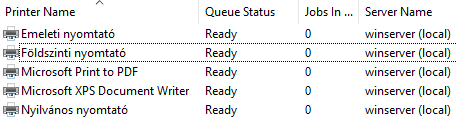 Printer Name Queue Status Jobs In ... Server Name
Emeleti nyomtató Ready 0 winserver (local)
Földszinti nyomtató Ready 0 winserver (local)
Microsoft Print to PDF Ready 0 winserver (local)
Microsoft XPS Document Writer Ready 0 winserver (local)
Nyilvános nyomtató Ready 0 winserver (local)